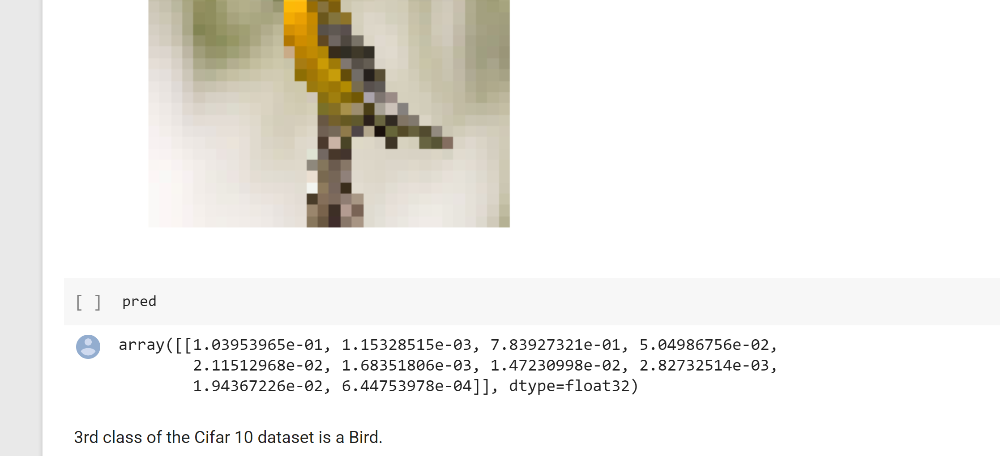 [ ] pred
array([[1.03953965e-01, 1.15328515e-03, 7.83927321e-01, 5.04986756e-02,
2.11512968e-02, 1.68351806e-03, 1.47230998e-02, 2.82732514e-03,
1.94367226e-02, 6.44753978e-04]], dtype=float32)
3rd class of the Cifar 10 dataset is a Bird.